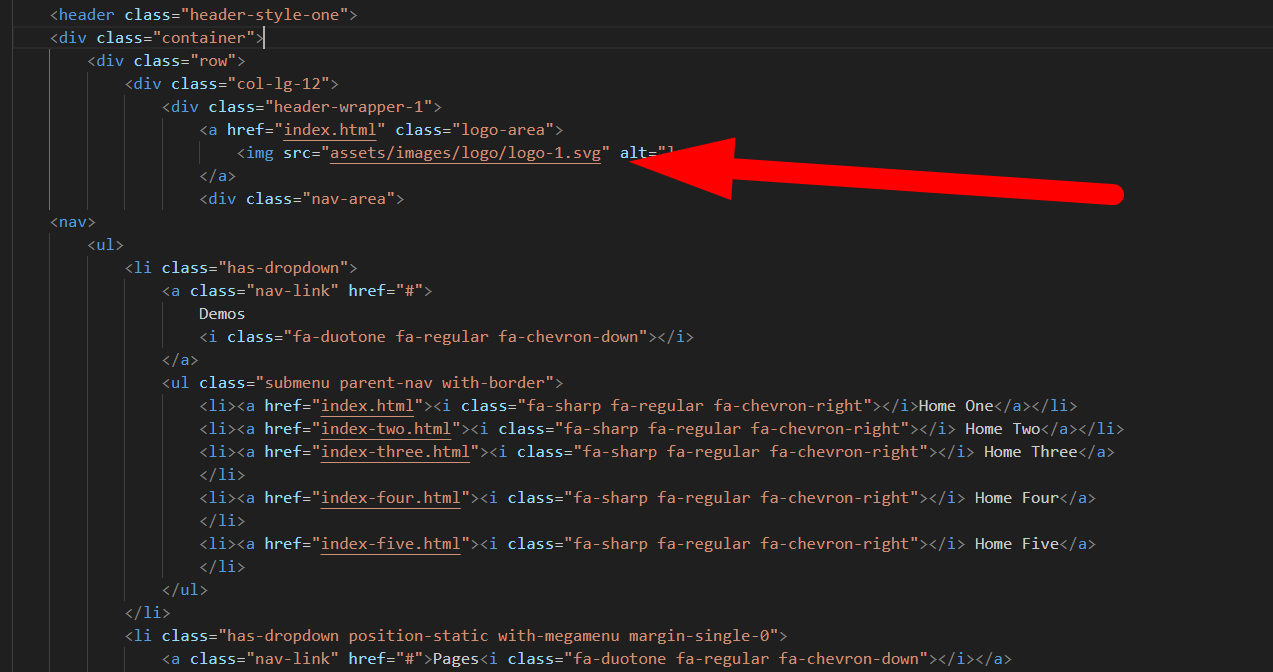 <header class="header-style-one">
<div class="container">
<div class="row">
<div class="col-lg-12">
<div class="header-wrapper-1">
<a href="index.html" class="logo-area">
<img src="assets/images/logo/logo-1.svg" alt="
</a>
<div class="nav-area">
<nav>
<ul>
<li class="has-dropdown">
<a class="nav-link" href="#">
Demos
<i class="fa-duotone fa-regular fa-chevron-down"></i>
</a>
<ul class="submenu parent-nav with-border">
<li><a href="index.html"><i class="fa-sharp fa-regular fa-chevron-right"></i>Home One</a></li>
<li><a href="index-two.html"><i class="fa-sharp fa-regular fa-chevron-right"></i> Home Two</a></li>
<li><a href="index-three.html"><i class="fa-sharp fa-regular fa-chevron-right"></i> Home Three</a>
</li>
<li><a href="index-four.html"><i class="fa-sharp fa-regular fa-chevron-right"></i> Home Four</a>
</li>
<li><a href="index-five.html"><i class="fa-sharp fa-regular fa-chevron-right"></i> Home Five</a>
</li>
</ul>
</li>
<li class="has-dropdown position-static with-megamenu margin-single-0">
<a class="nav-link" href="#">Pages<i class="fa-duotone fa-regular fa-chevron-down"></i></a>